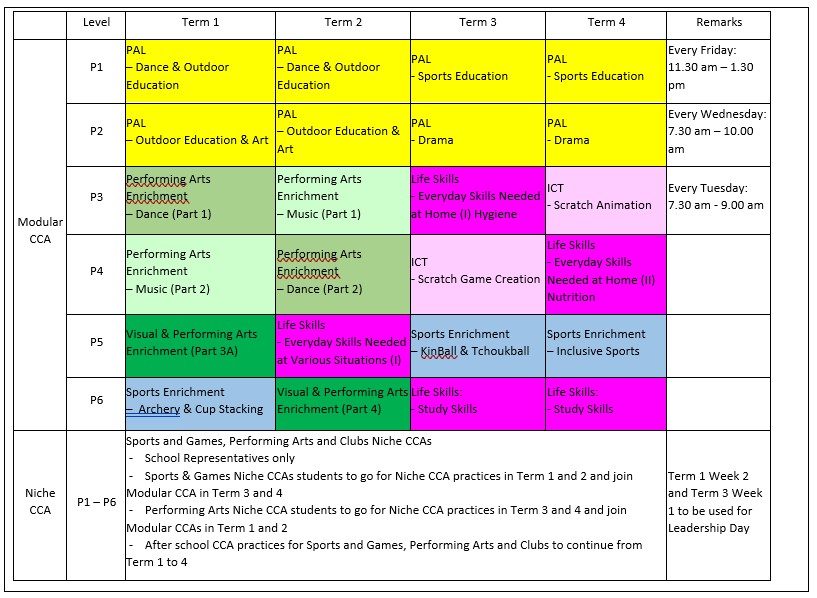 Level Term 1 Term 2 Term 3 Term 4 Remarks
Modular
CCA
P1
PAL
– Dance & Outdoor
Education
PAL
– Dance & Outdoor
Education
PAL
- Sports Education
PAL
- Sports Education
Every Friday:
11.30 am – 1.30
pm
P2
PAL
– Outdoor Education & Art
PAL
– Outdoor Education &
Art
PAL
- Drama
PAL
- Drama
Every Wednesday:
7.30 am – 10.00
am
P3
Performing Arts
Enrichment
– Dance (Part 1)
Performing Arts
Enrichment
– Music (Part 1)
Life Skills
- Everyday Skills Needed
at Home (I) Hygiene
ICT
- Scratch Animation
Every Tuesday:
7.30 am - 9.00 am
P4
Performing Arts
Enrichment
– Music (Part 2)
Performing Arts
Enrichment
– Dance (Part 2)
ICT
- Scratch Game Creation
Life Skills
- Everyday Skills
Needed at Home (II)
Nutrition
P5
Visual & Performing Arts
Enrichment (Part 3A)
Life Skills
- Everyday Skills Needed
at Various Situations (I)
Sports Enrichment
– KinBall & Tchoukball
Sports Enrichment
– Inclusive Sports
P6
Sports Enrichment
– Archery & Cup Stacking
Visual & Performing Arts
Enrichment (Part 4)
Life Skills:
- Study Skills
Life Skills:
- Study Skills
Niche
CCA
P1 – P6
Sports and Games, Performing Arts and Clubs Niche CCAs
- School Representatives only
- Sports & Games Niche CCAs students to go for Niche CCA practices in Term 1 and 2 and join
Modular CCA in Term 3 and 4
- Performing Arts Niche CCA students to go for Niche CCA practices in Term 3 and 4 and join
Modular CCAs in Term 1 and 2
- After school CCA practices for Sports and Games, Performing Arts and Clubs to continue from
Term 1 to 4
Term 1 Week 2
and Term 3 Week
1 to be used for
Leadership Day